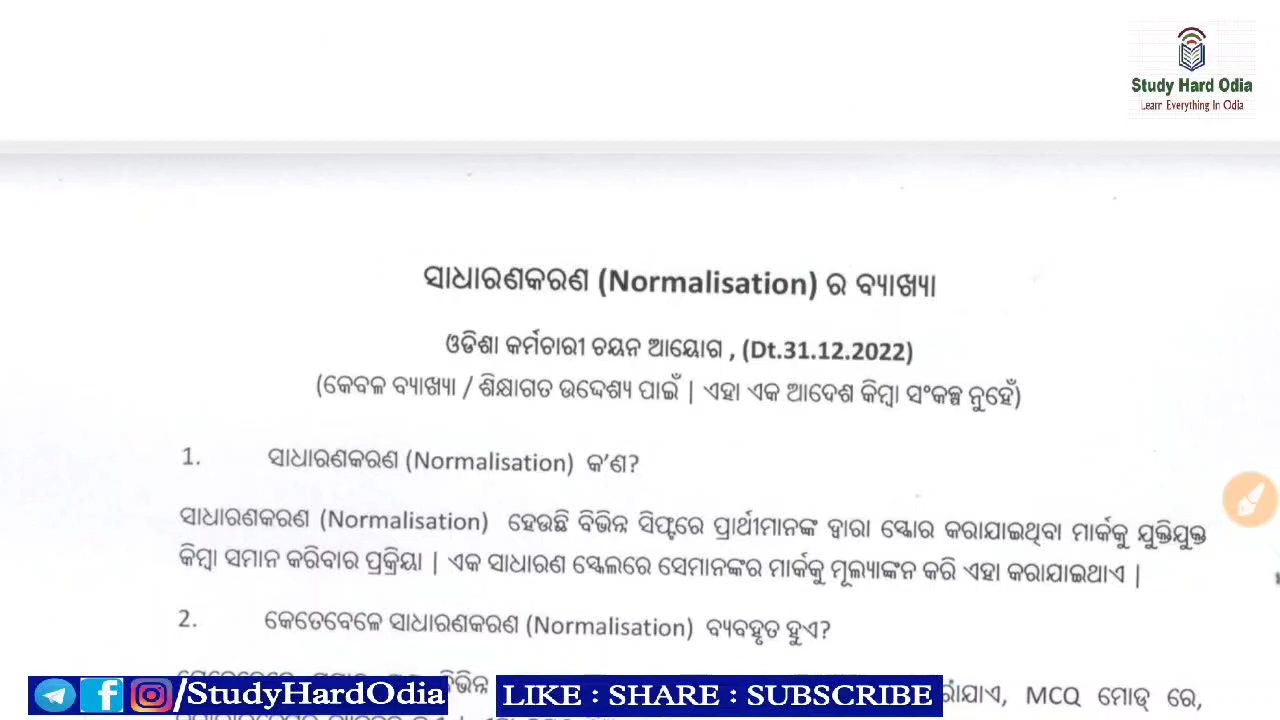 Study Hard Odia
Learn Everything In Odia
ସାଧାରଣକରଣ (Normalisation) ର ବ୍ୟାଖ୍ୟା
ଓଡିଶା କର୍ମଚାରୀ ଚୟନ ଆୟୋଗ , (Dt.31.12.2022)
(କେବଳ ବ୍ୟାଖ୍ୟା / ଶିକ୍ଷାଗତ ଉଦ୍ଦେଶ୍ୟ ପାଇଁ | ଏହା ଏକ ଆଦେଶ କିମ୍ବା ସଂକଳ୍ପ ନୁହେଁ)
1. ସାଧାରଣକରଣ (Normalisation) କ'ଣ?
ସାଧାରଣକରଣ (Normalisation) ହେଉଛି ବିଭିନ୍ନ ସିଫ୍ଟରେ ପ୍ରାର୍ଥୀମାନଙ୍କ ଦ୍ୱାରା ସ୍କୋର କରାଯାଇଥିବା ମାର୍କକୁ ଯୁକ୍ତିଯୁକ୍ତ
କିମ୍ବା ସମାନ କରିବାର ପ୍ରକ୍ରିୟା | ଏକ ସାଧାରଣ ସ୍କେଲରେ ସେମାନଙ୍କର ମାର୍କକୁ ମୂଲ୍ୟାଙ୍କନ କରି ଏହା କରାଯାଇଥାଏ |
2. କେତେବେଳେ ସାଧାରଣକରଣ (Normalisation) ବ୍ୟବହୃତ ହୁଏ?
ବିଭିନ୍ନ MCQ ମୋଡ୍ ରେ,
/StudyHardOdia
LIKE : SHARE : SUBSCRIBE